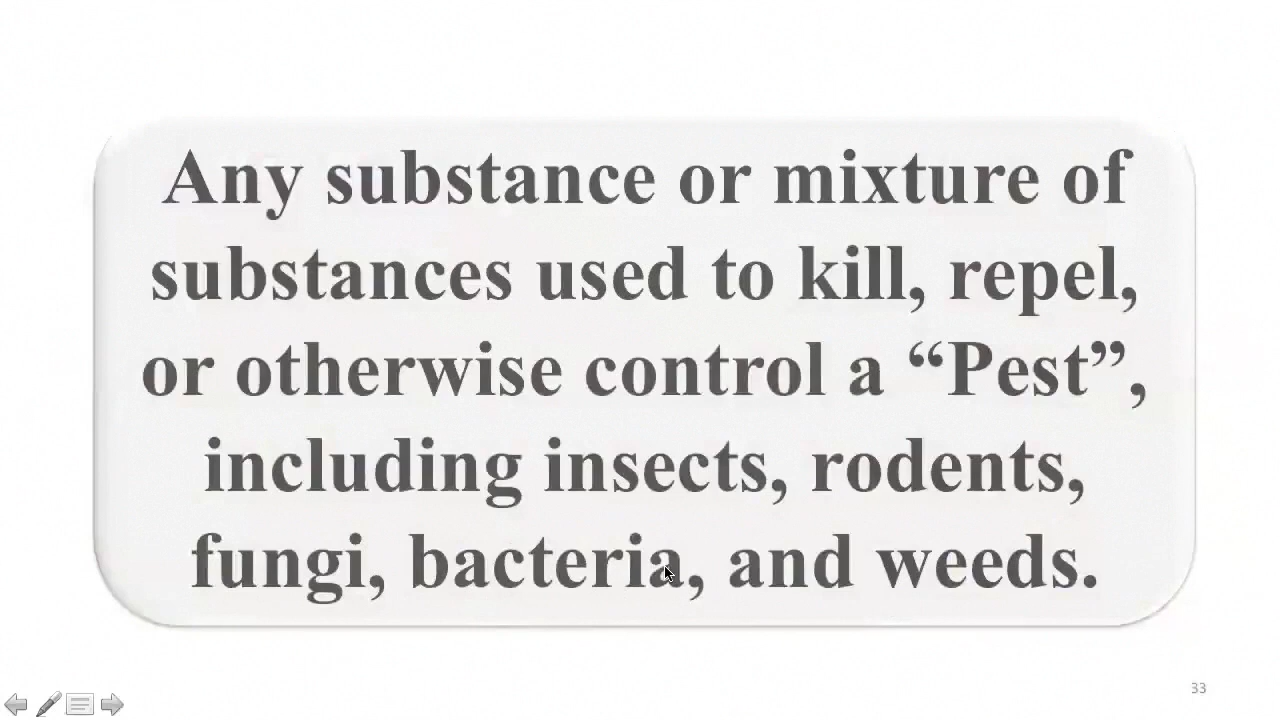 Any substance or mixture of
substances used to kill, repel,
or otherwise control a “Pest”,
including insects, rodents,
fungi, bacteria, and weeds.
33